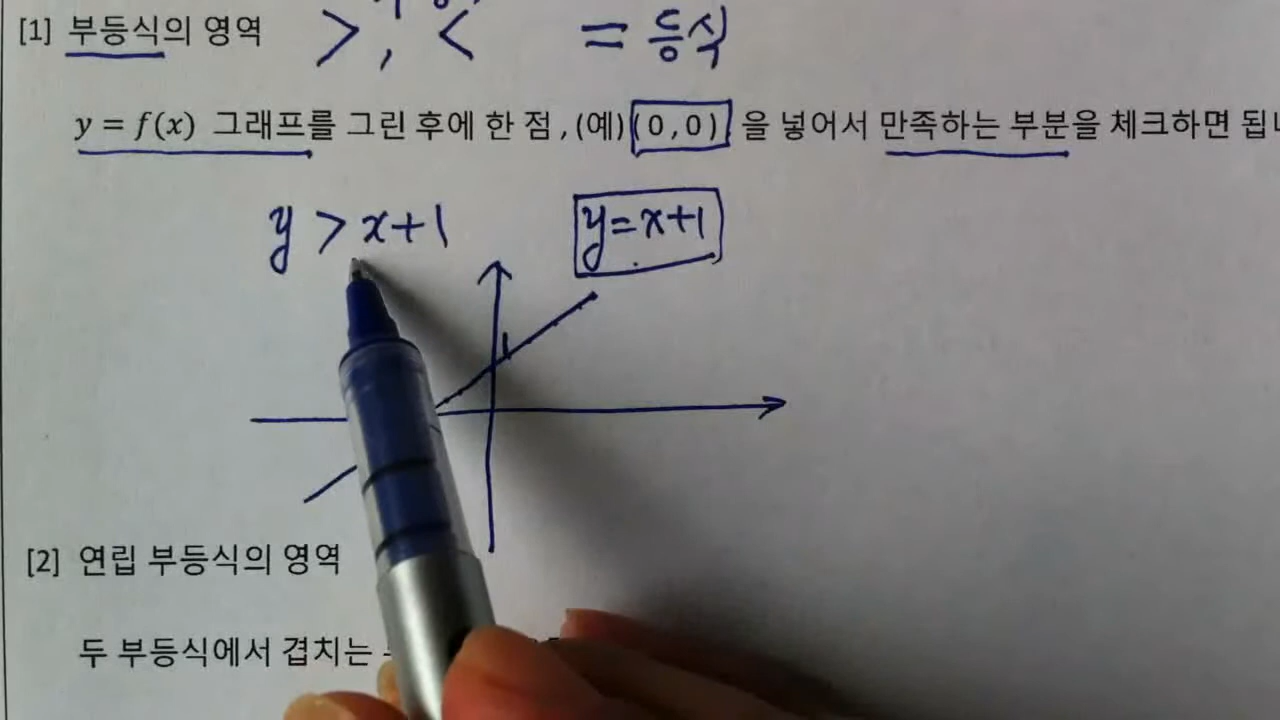 [1] 부등식의 영역 >, < = 등식
y = f(x) 그래프를 그린 후에 한 점, (예) (0,0) 을 넣어서 만족하는 부분을 체크하면 됩니
y > x+1 y=x+1
1
[2] 연립 부등식의 영역
두 부등식에서 겹치는